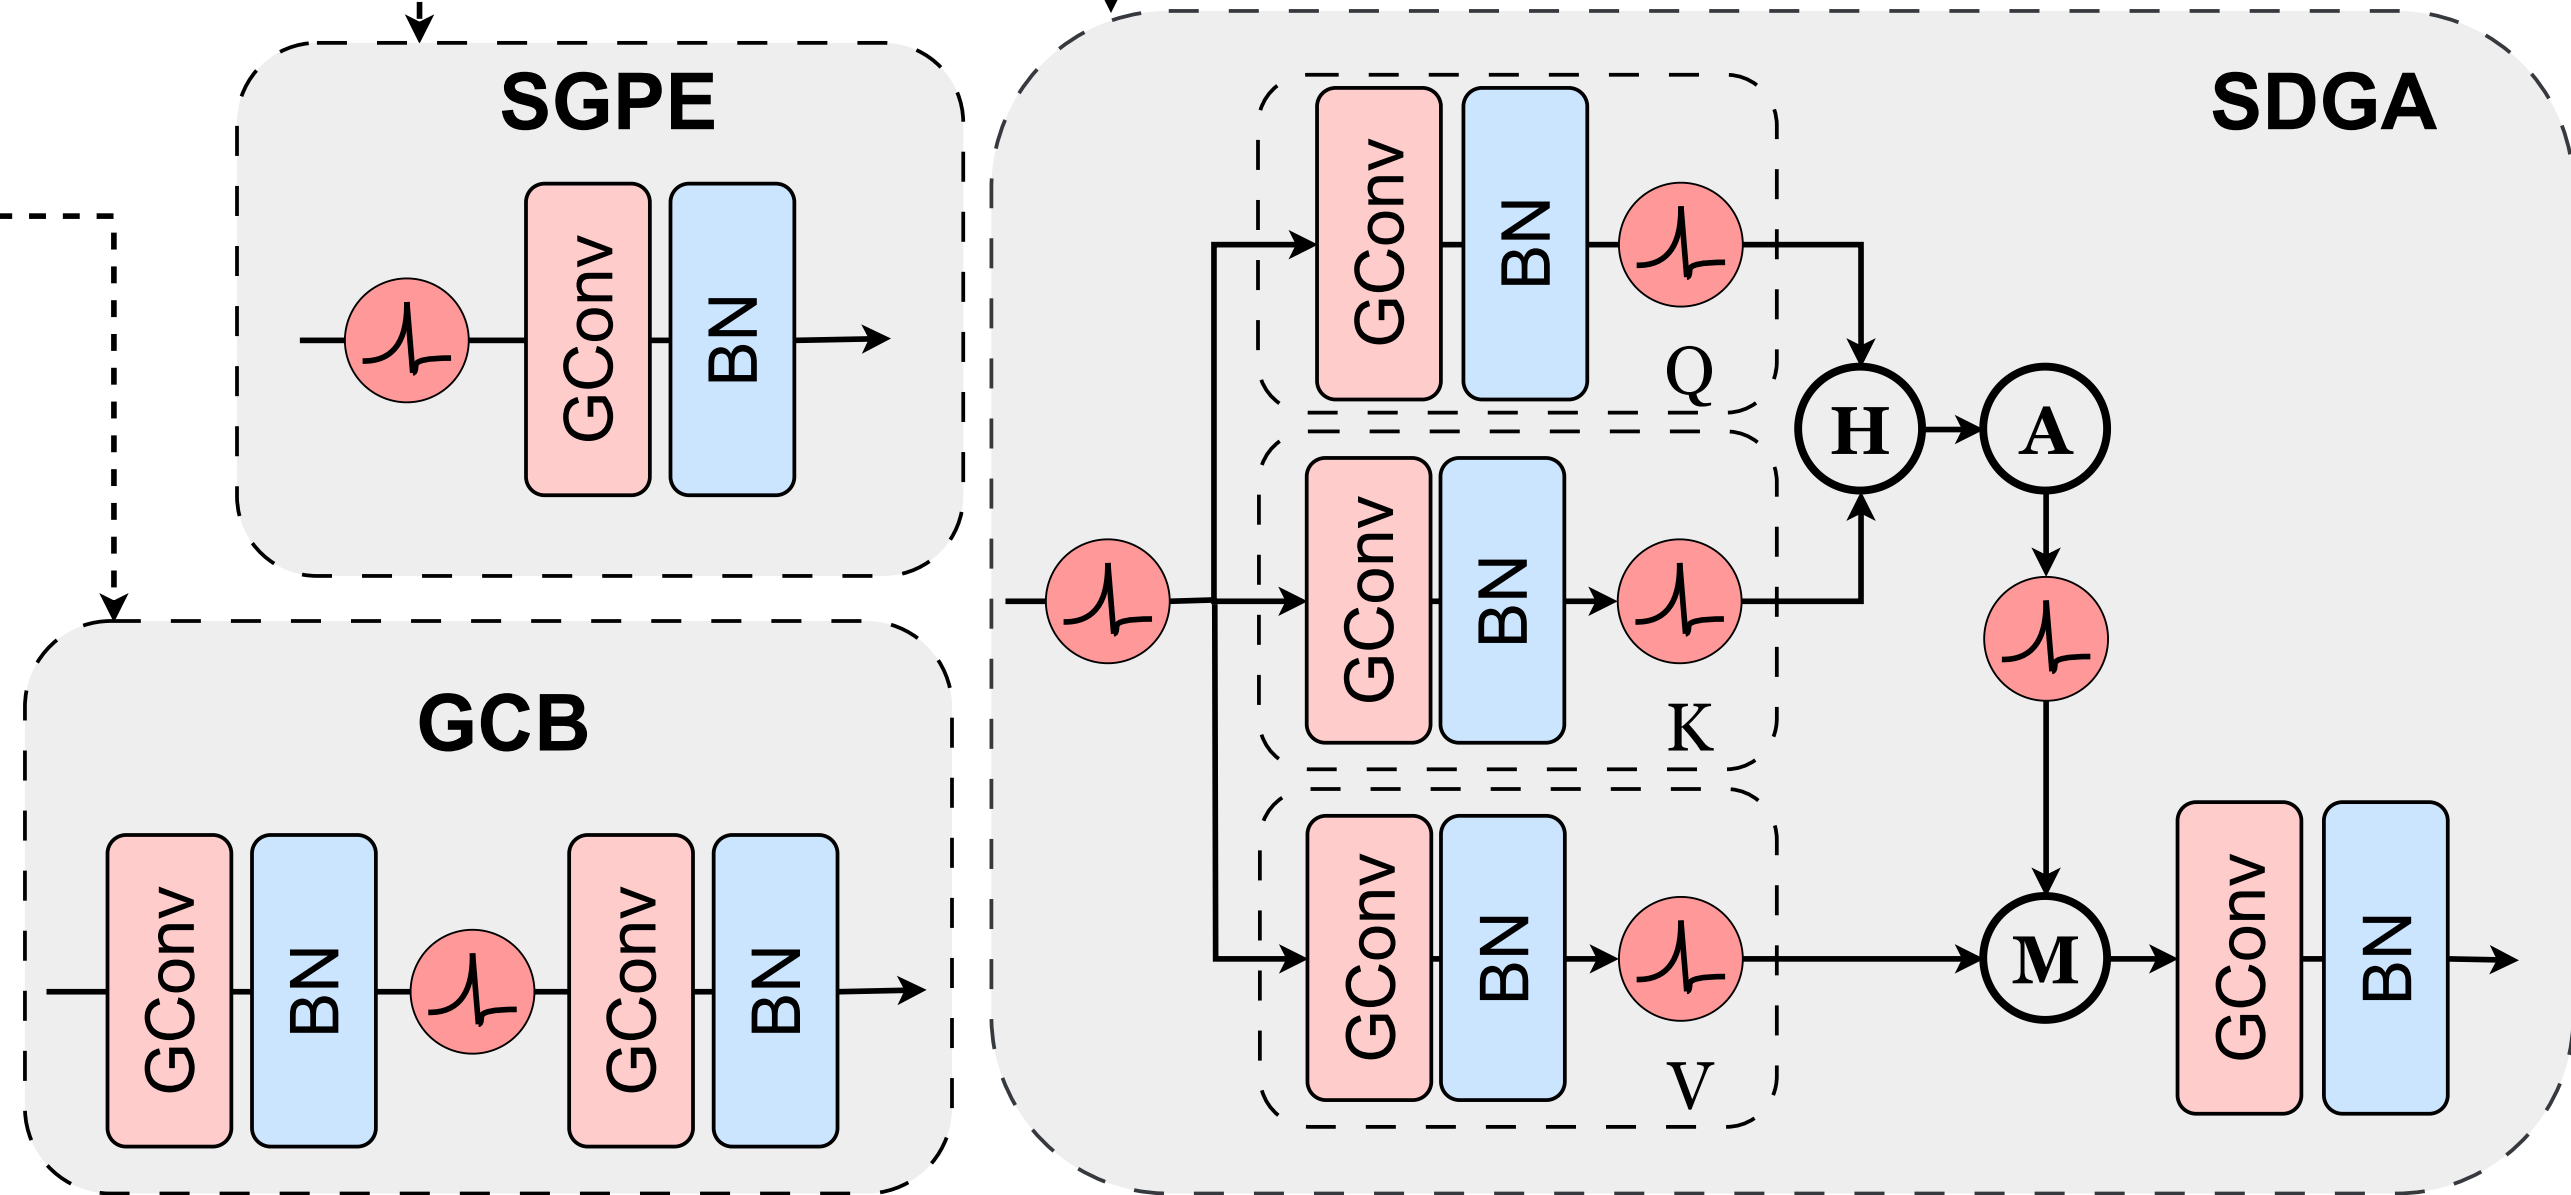 SGPE
GConv
BN
GCB
GConv
BN
GConv
BN
SDGA
GConv
BN
Q
GConv
BN
K
GConv
BN
V
H
A
M
GConv
BN